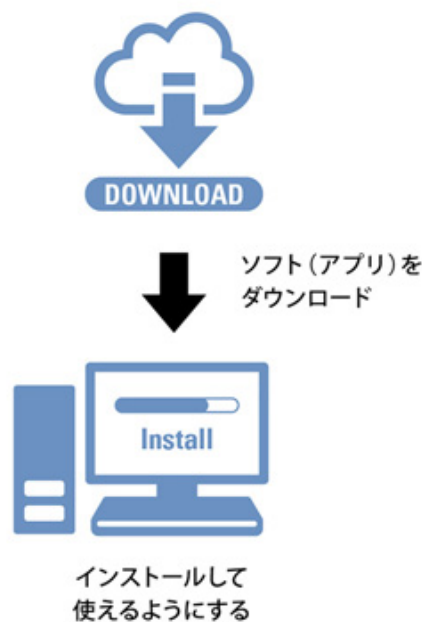 DOWNLOAD
ソフト(アプリ)を
ダウンロード
Install
インストールして
使えるようにする